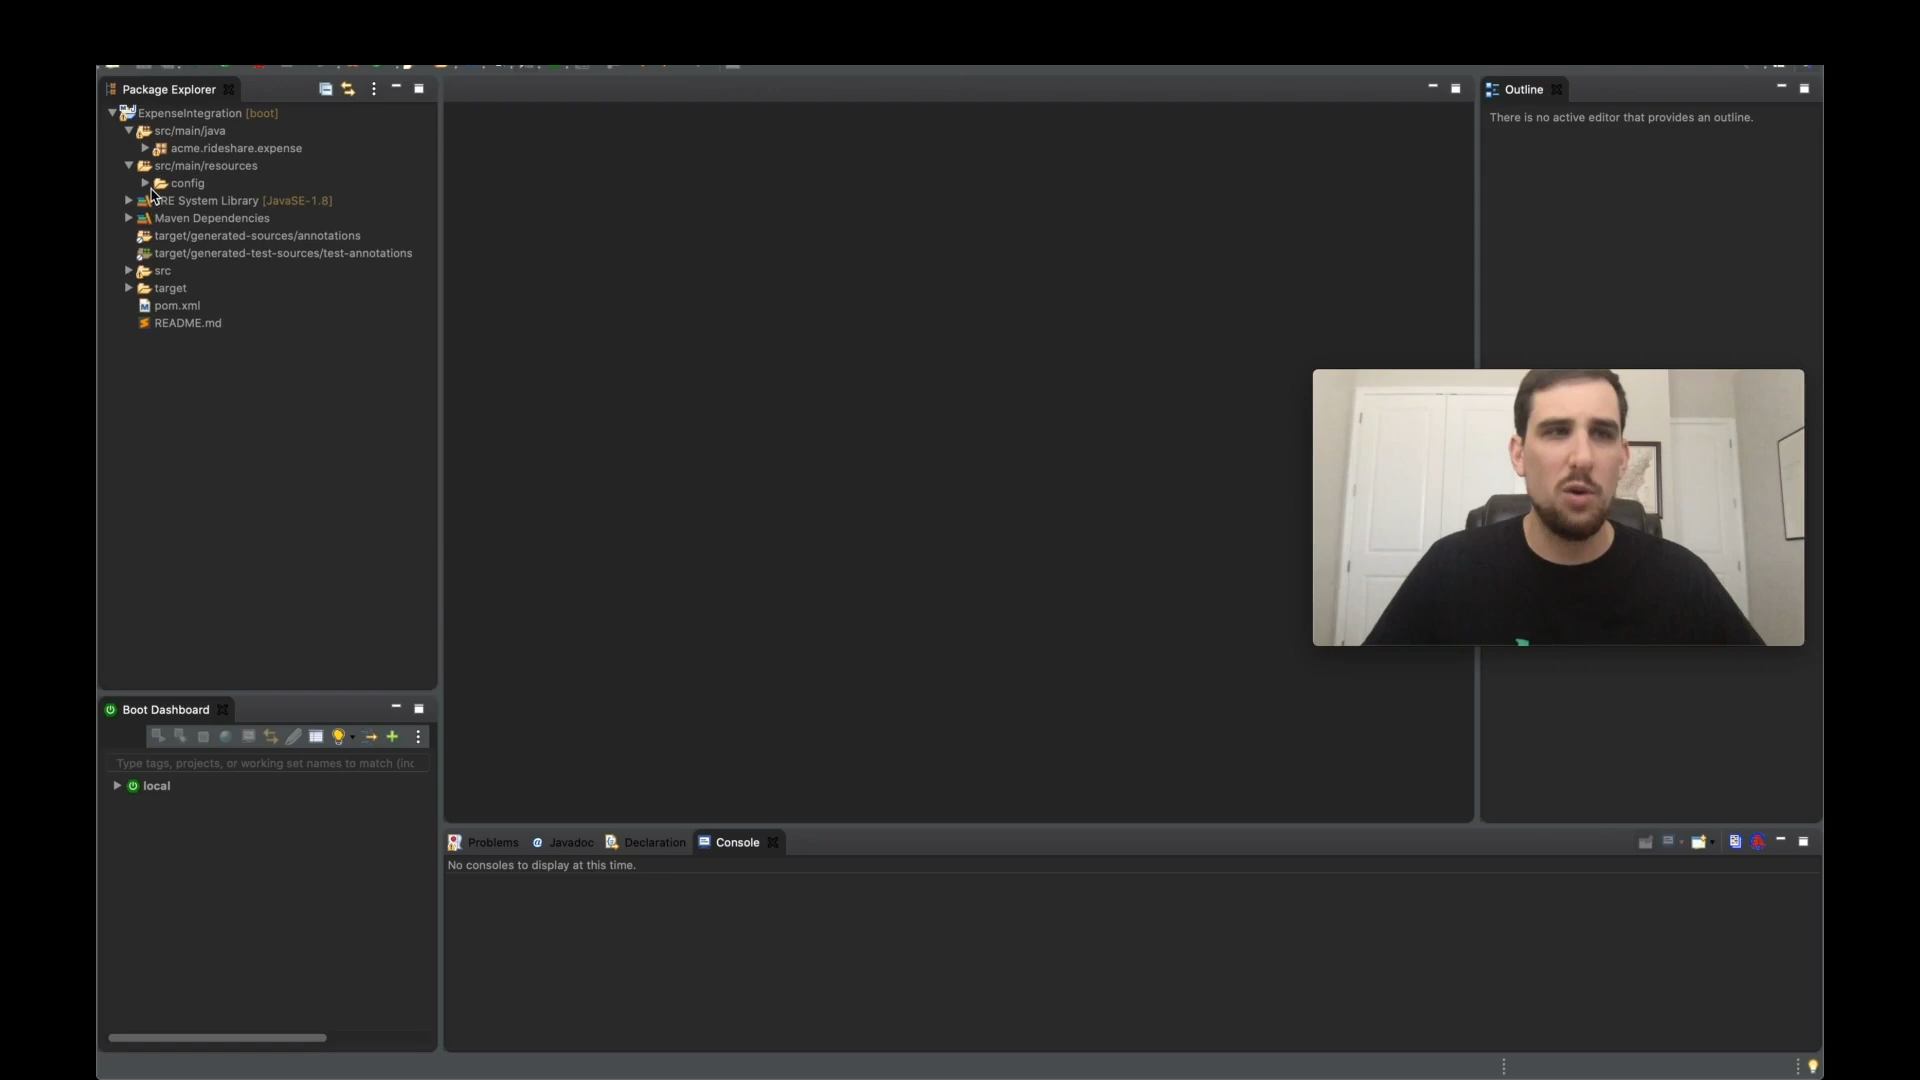 Package Explorer
ExpenseIntegration [boot]
src/main/java
acme.rideshare.expense
src/main/resources
config
RE System Library [JavaSE-1.8]
Maven Dependencies
target/generated-sources/annotations
target/generated-test-sources/test-annotations
src
target
pom.xml
README.md
Outline
There is no active editor that provides an outline.
Boot Dashboard
Type tags, projects, or working set names to match (inc
local
Problems
Javadoc
Declaration
Console
No consoles to display at this time.